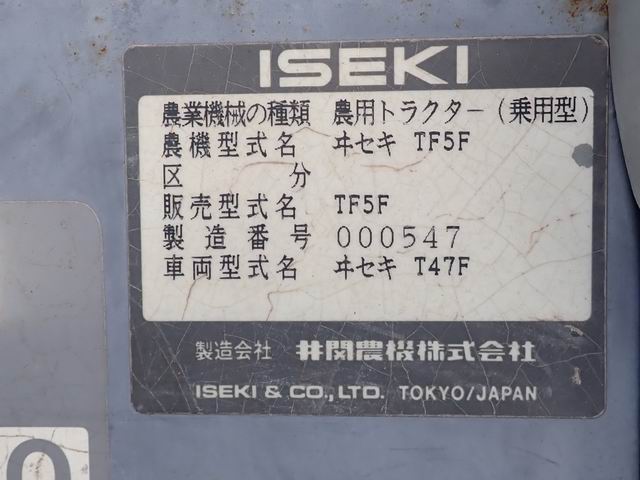 ISEKI
農業機械の種類 農用トラクター(乗用型)
農機型式名 ヰセキ TF5F
区分
販売型式名 TF5F
製造番号 000547
車両型式名 ヰセキ T47F
製造会社 井関農機株式会社
ISEKI & CO.,LTD. TOKYO/JAPAN